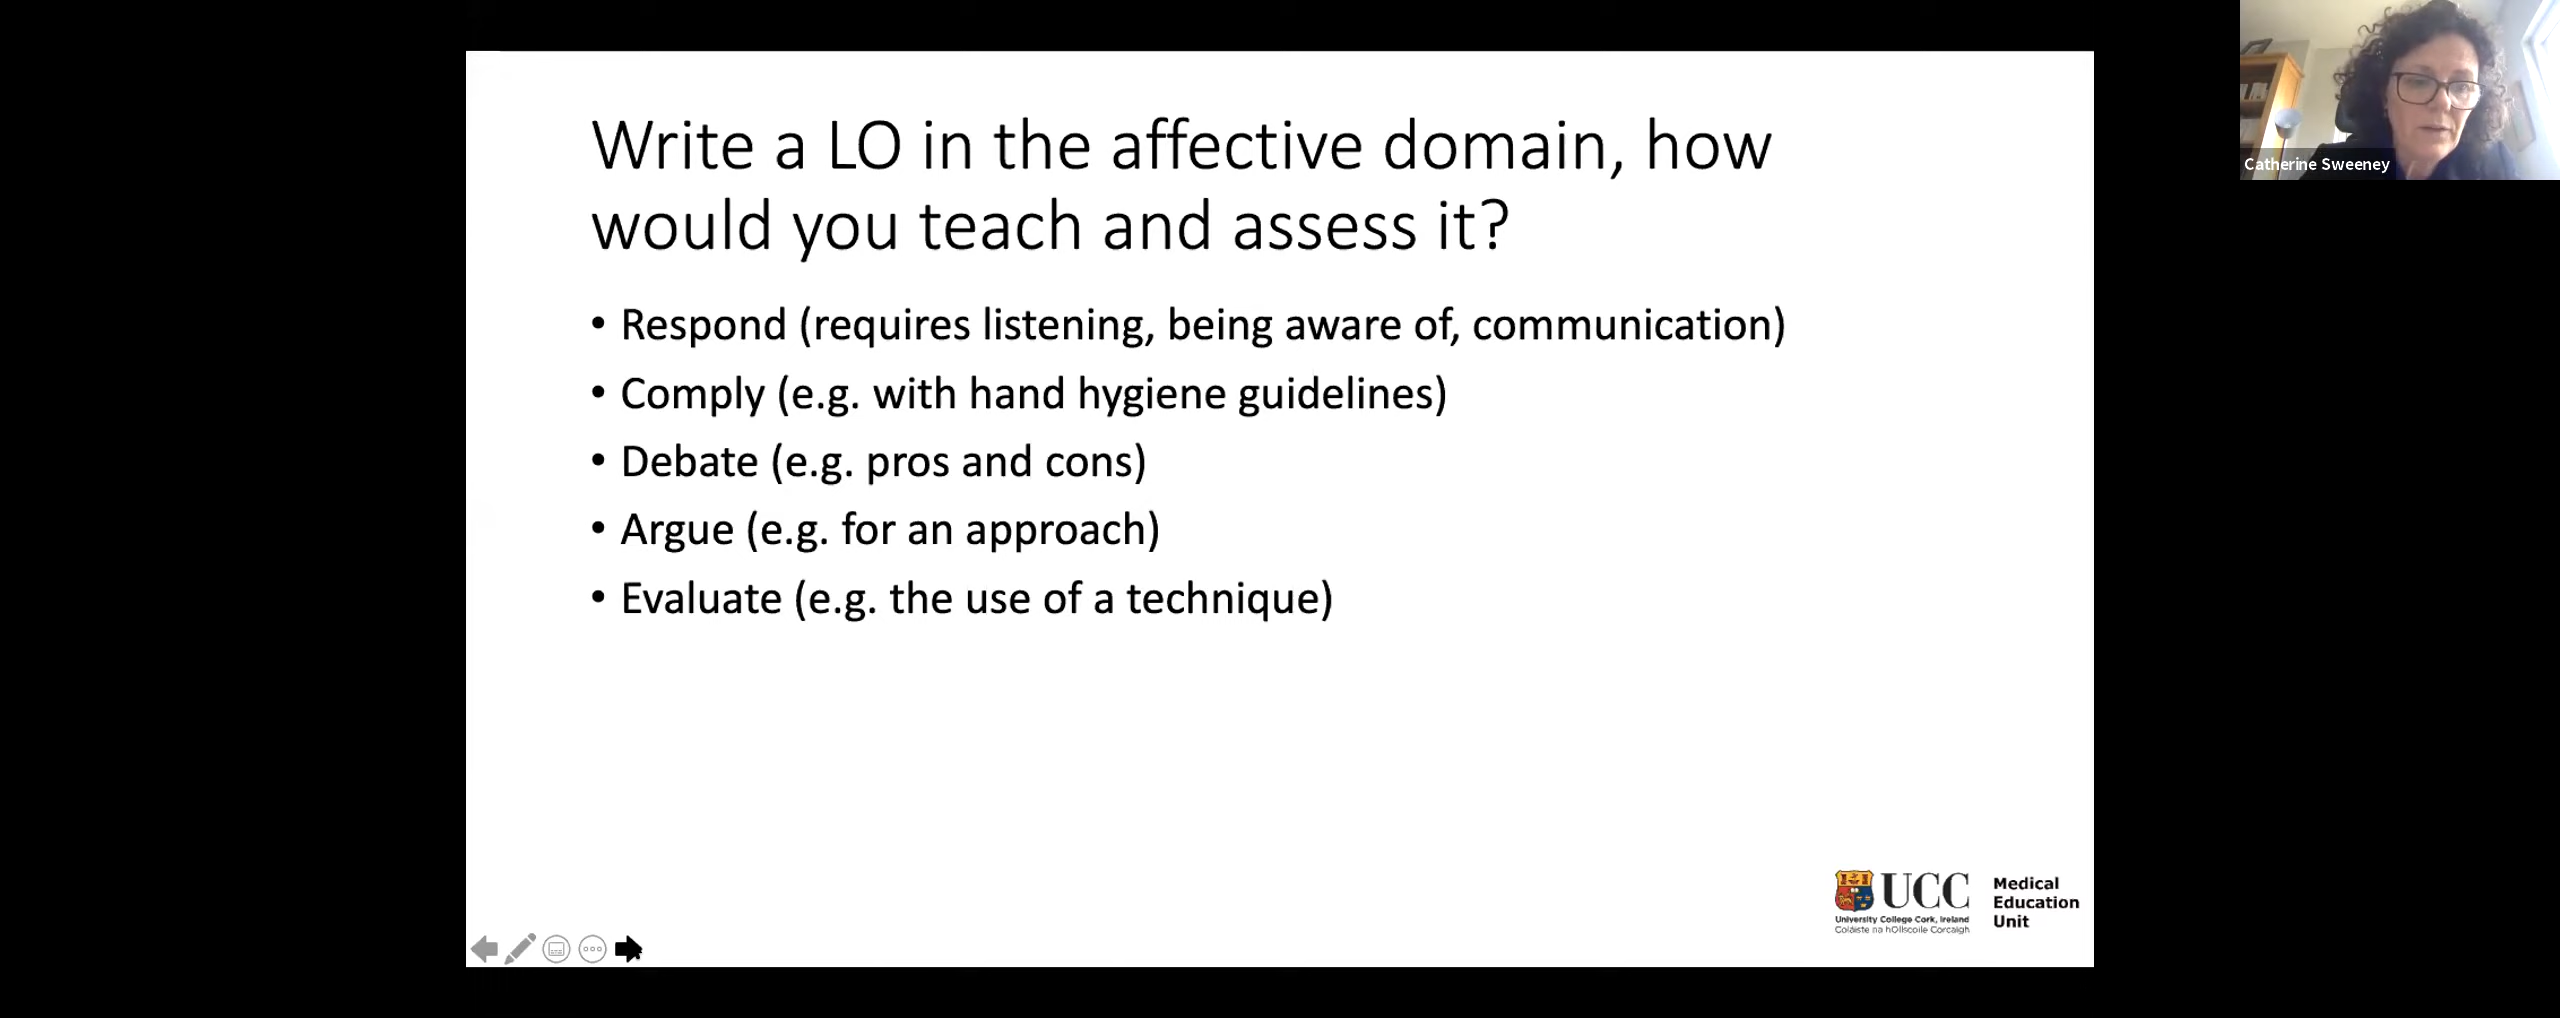 Write a LO in the affective domain, how
would you teach and assess it?
• Respond (requires listening, being aware of, communication)
• Comply (e.g. with hand hygiene guidelines)
• Debate (e.g. pros and cons)
• Argue (e.g. for an approach)
• Evaluate (e.g. the use of a technique)
Catherine Sweeney
UCC
University College Cork, Ireland
Coláiste na hOllscoile Corcaigh
Medical
Education
Unit